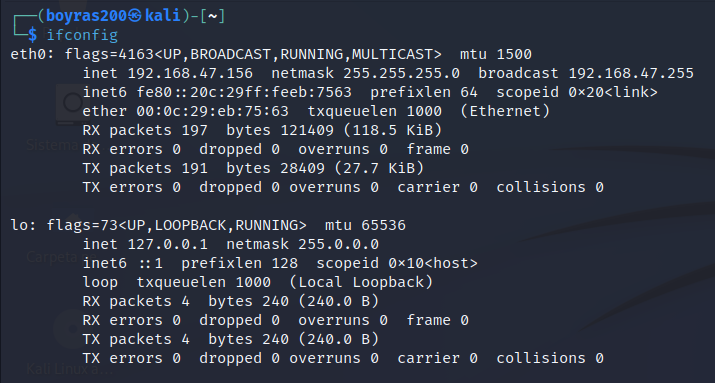 (boyras200㉿kali)-[~]
$ ifconfig
eth0: flags=4163<UP,BROADCAST,RUNNING,MULTICAST>  mtu 1500
        inet 192.168.47.156  netmask 255.255.255.0  broadcast 192.168.47.255
        inet6 fe80::20c:29ff:feeb:7563  prefixlen 64  scopeid 0×20<link>
        ether 00:0c:29:eb:75:63  txqueuelen 1000  (Ethernet)
        RX packets 197  bytes 121409 (118.5 KiB)
        RX errors 0  dropped 0  overruns 0  frame 0
        TX packets 191  bytes 28409 (27.7 KiB)
        TX errors 0  dropped 0 overruns 0  carrier 0  collisions 0

lo: flags=73<UP,LOOPBACK,RUNNING>  mtu 65536
        inet 127.0.0.1  netmask 255.0.0.0
        inet6 ::1  prefixlen 128  scopeid 0×10<host>
        loop  txqueuelen 1000  (Local Loopback)
        RX packets 4  bytes 240 (240.0 B)
        RX errors 0  dropped 0  overruns 0  frame 0
        TX packets 4  bytes 240 (240.0 B)
        TX errors 0  dropped 0 overruns 0  carrier 0  collisions 0
Sistema
Carpeta
Kali Linux a...